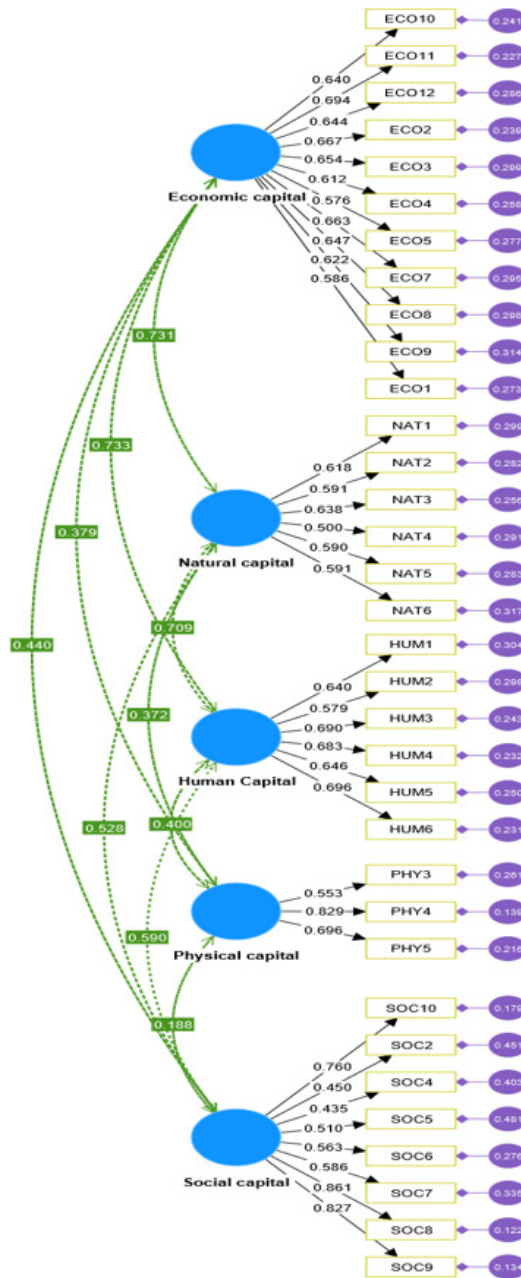 ECO10 0.241
ECO11 0.227
0.640
ECO12 0.286
0.694
0.644
ECO2 0.239
0.667
0.654
ECO3 0.299
0.612
ECO4 0.258
Economic capital
0.576
0.663
ECO5 0.277
0.647
ECO7 0.295
0.622
ECO8 0.298
0.586
ECO9 0.314
0.731
ECO1 0.273
NAT1 0.299
0.733
0.618
NAT2 0.282
0.591
NAT3 0.256
0.638
0.379
0.500
NAT4 0.291
Natural capital
0.590
NAT5 0.283
0.591
NAT6 0.317
0.709
0.440
HUM1 0.304
0.640
HUM2 0.298
0.579
0.372
0.690
HUM3 0.243
0.683
HUM4 0.232
Human Capital
0.646
HUM5 0.250
0.696
0.400
0.528
HUM6 0.231
0.553
PHY3 0.261
0.829
PHY4
0.590
Physical capital
0.696
PHY5 0.216
SOC10 0.179
0.188
SOC2 0.451
0.760
0.450
SOC4 0.403
0.435
0.510
SOC5 0.481
0.563
SOC6 0.276
Social capital
0.586
SOC7 0.335
0.861
0.827
SOC8 0.122
SOC9 0.134